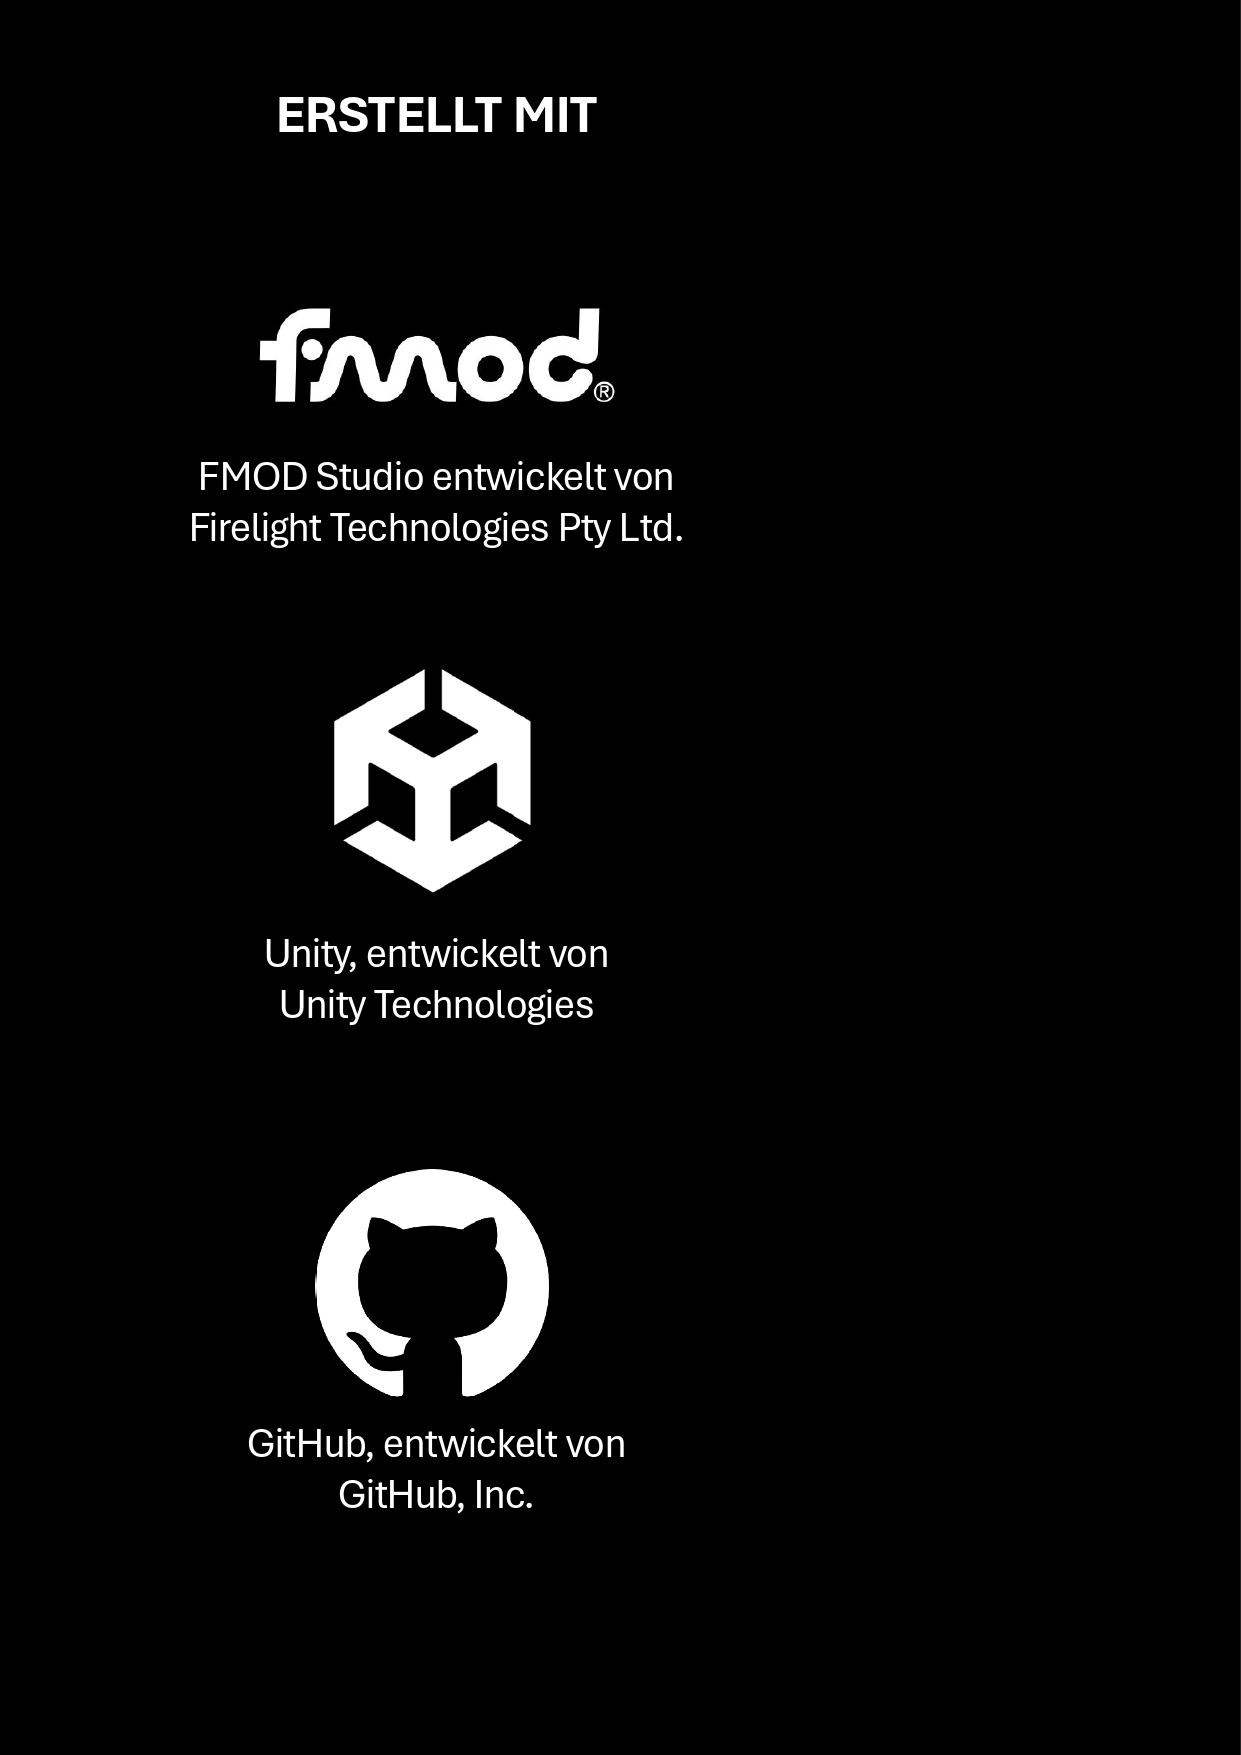 ERSTELLT MIT
fmod®
FMOD Studio entwickelt von
Firelight Technologies Pty Ltd.
Unity, entwickelt von
Unity Technologies
GitHub, entwickelt von
GitHub, Inc.